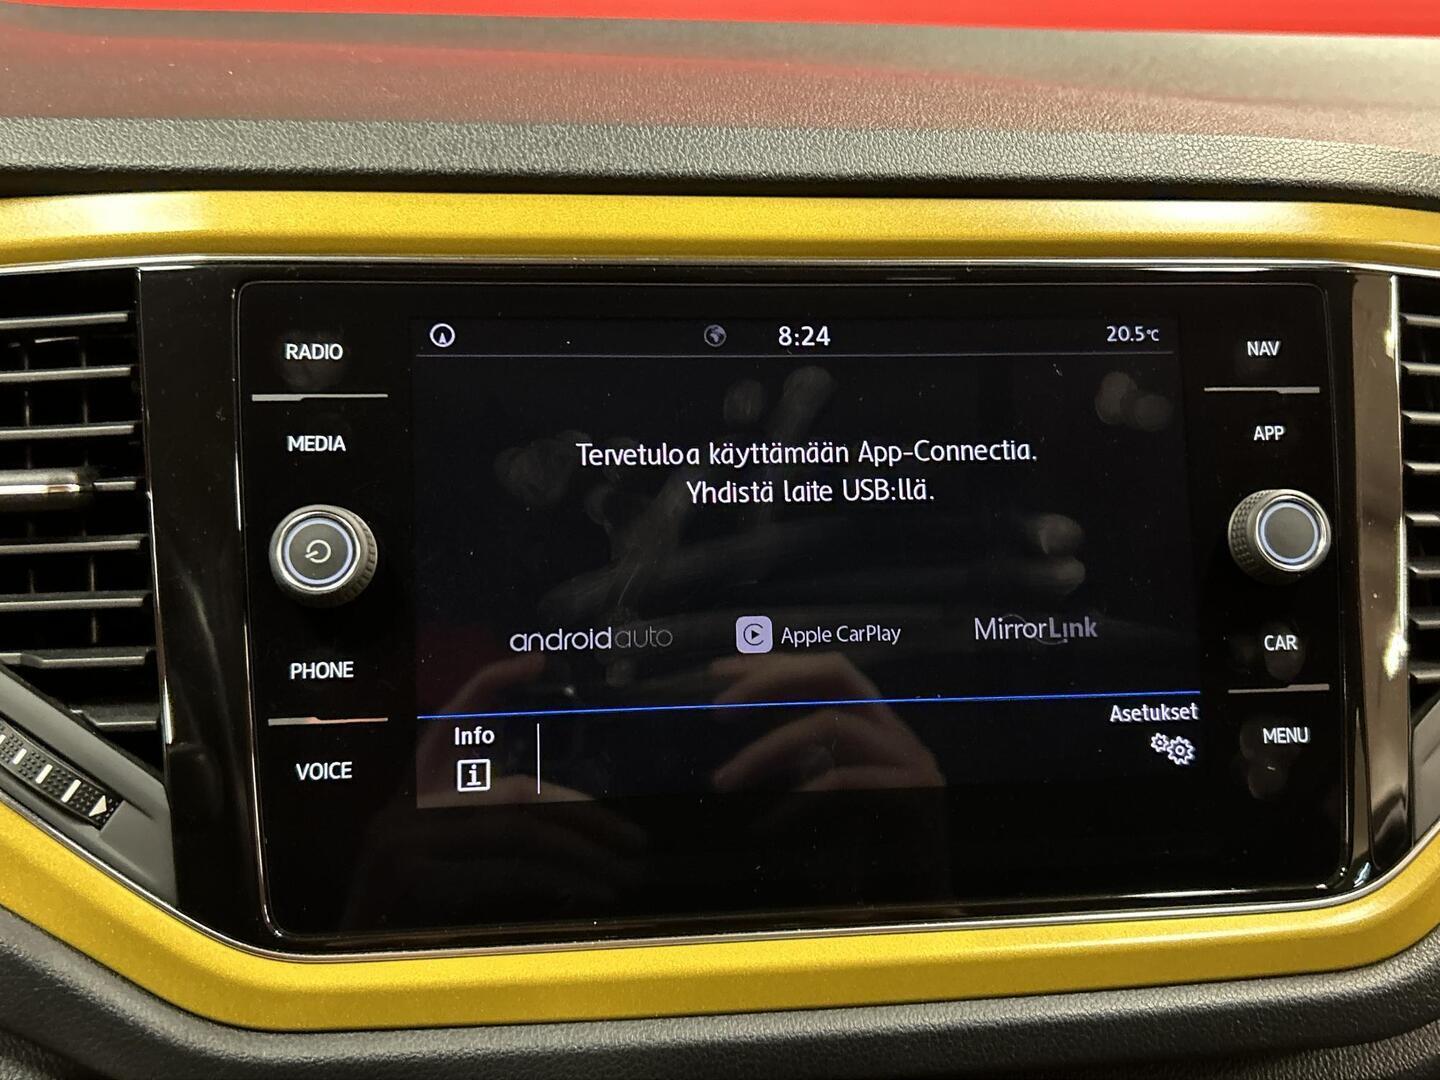 RADIO
MEDIA
PHONE
VOICE
8:24
20.5°C
Tervetuloa käyttämään App-Connectia.
Yhdistä laite USB:llä.
androidauto
Apple CarPlay
MirrorLink
Info
i
Asetukset
NAV
APP
CAR
MENU